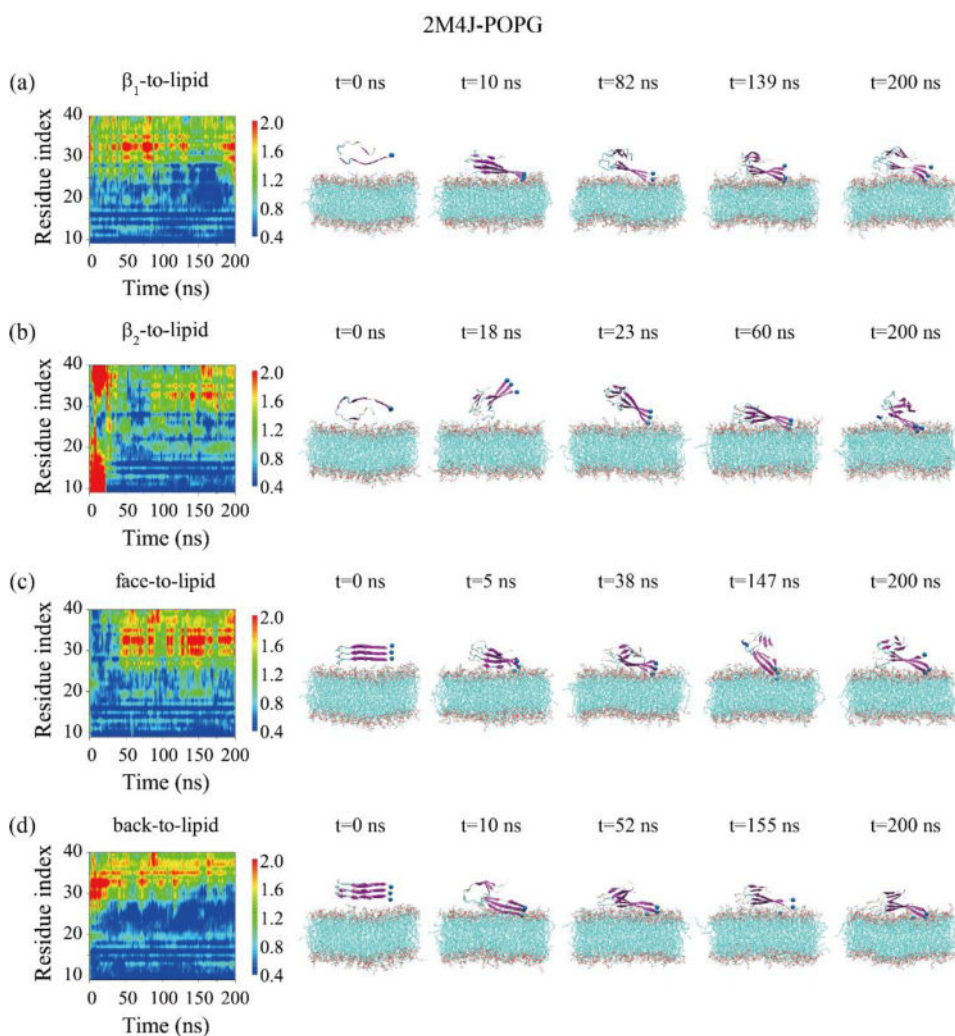 2M4J-POPG
(a) β₁-to-lipid t=0 ns t=10 ns t=82 ns t=139 ns t=200 ns
Residue index
40
30
20
10
2.0
1.6
1.2
0.8
0.4
0 50 100 150 200
Time (ns)
(b) β₂-to-lipid t=0 ns t=18 ns t=23 ns t=60 ns t=200 ns
Residue index
40
30
20
10
2.0
1.6
1.2
0.8
0.4
0 50 100 150 200
Time (ns)
(c) face-to-lipid t=0 ns t=5 ns t=38 ns t=147 ns t=200 ns
Residue index
40
30
20
10
2.0
1.6
1.2
0.8
0.4
0 50 100 150 200
Time (ns)
(d) back-to-lipid t=0 ns t=10 ns t=52 ns t=155 ns t=200 ns
Residue index
40
30
20
10
2.0
1.6
1.2
0.8
0.4
0 50 100 150 200
Time (ns)